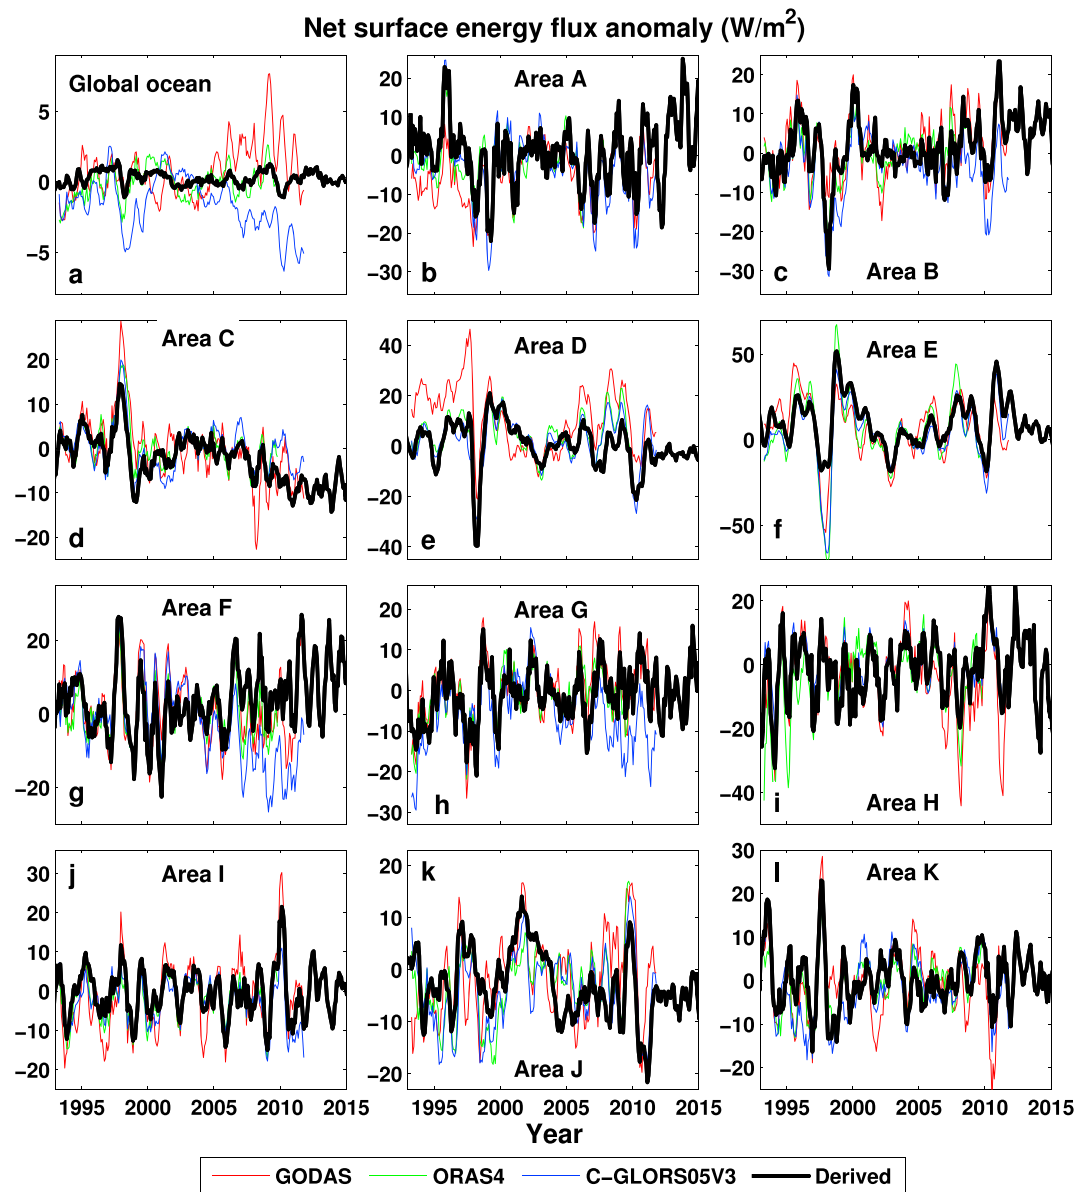 Net surface energy flux anomaly (W/m²)
Global ocean
5
0
−5
a
Area A
20
10
0
−10
−20
−30
b
20
10
0
−10
−20
−30
c
Area B
Area C
20
10
0
−10
−20
d
Area D
40
20
0
−20
−40
e
Area E
50
0
−50
f
Area F
20
0
−20
g
Area G
20
10
0
−10
−20
−30
h
20
0
−20
−40
i
Area H
j
Area I
30
20
10
0
−10
−20
k
20
10
0
−10
−20
Area J
l
Area K
30
20
10
0
−10
−20
1995 2000 2005 2010
1995 2000 2005 2010 2015
1995 2000 2005 2010 2015
Year
GODAS ORAS4 C−GLORS05V3 Derived